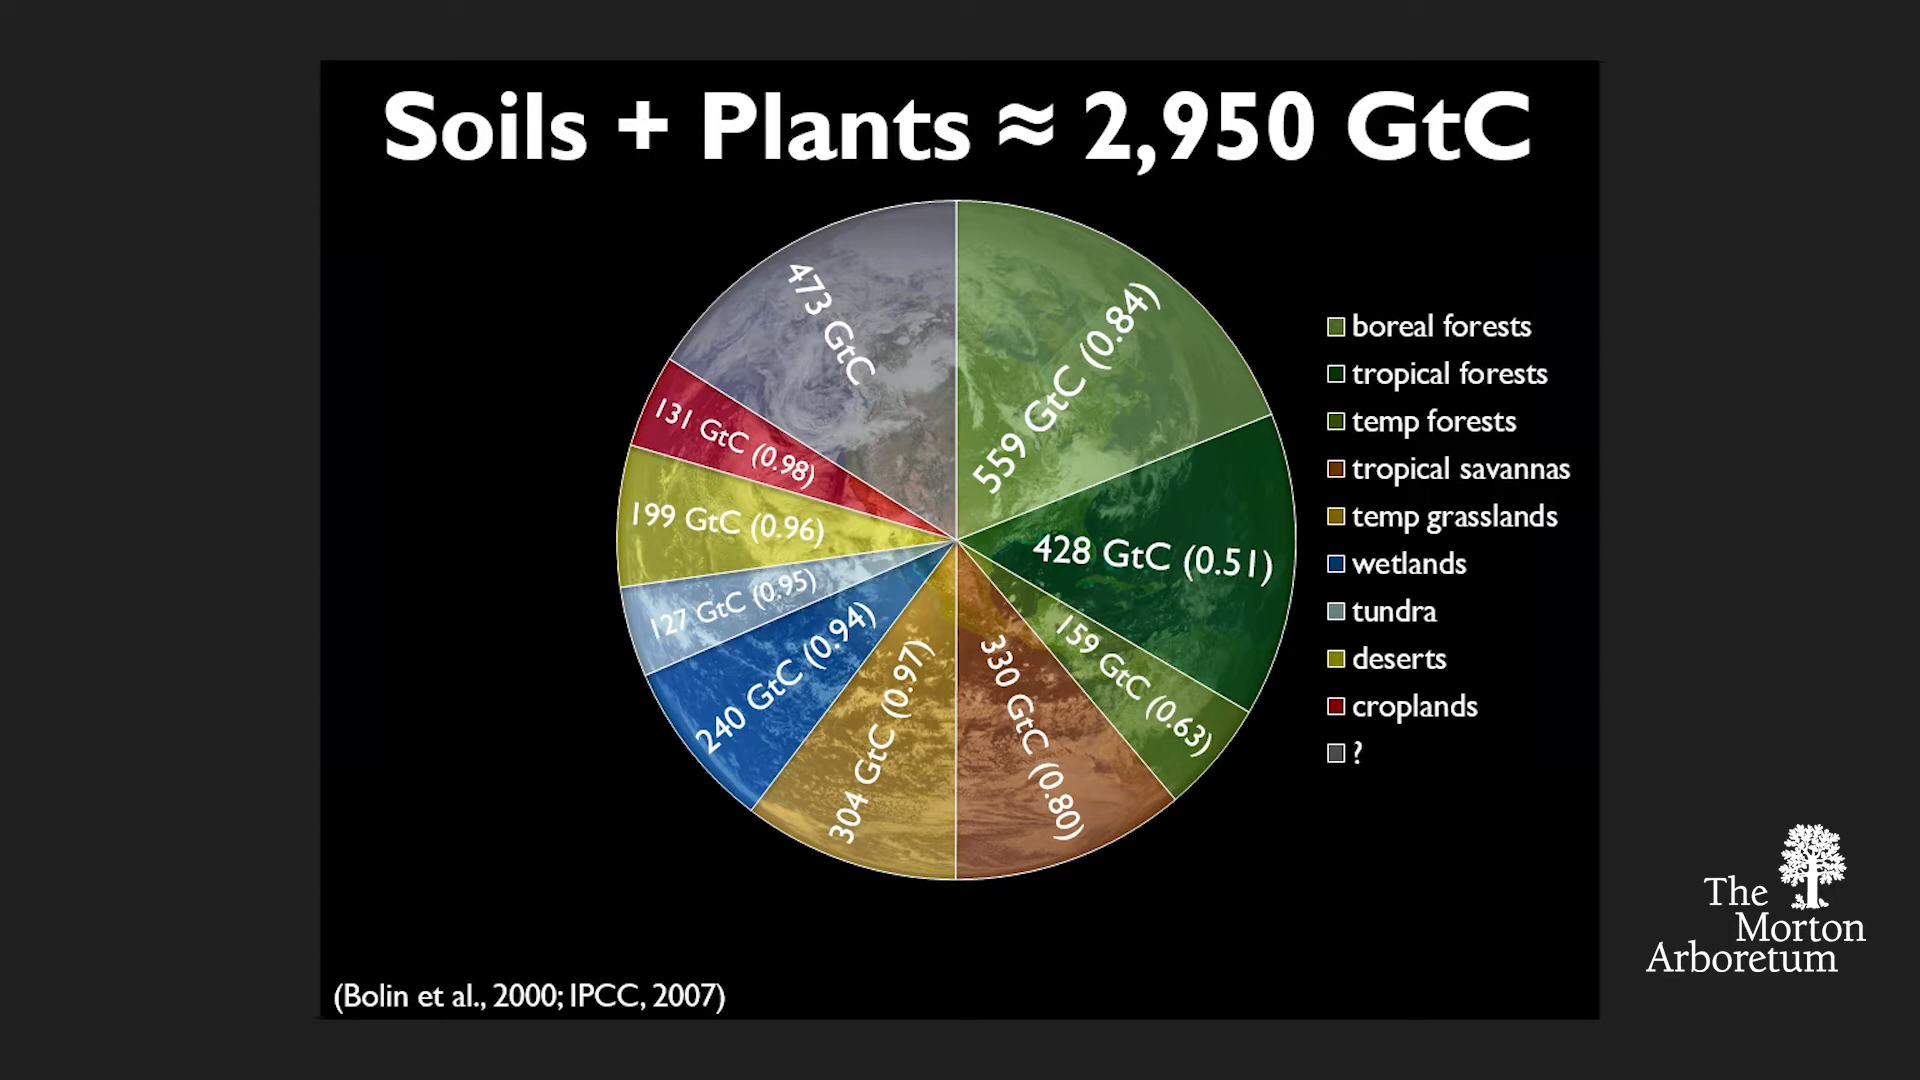 Soils + Plants ≈ 2,950 GtC
473 GtC
559 GtC (0.84)
131 GtC (0.98)
199 GtC (0.96)
428 GtC (0.51)
127 GtC (0.95)
159 GtC (0.63)
240 GtC (0.94)
304 GtC (0.97)
330 GtC (0.80)
boreal forests
tropical forests
temp forests
tropical savannas
temp grasslands
wetlands
tundra
deserts
croplands
?
The
Morton
Arboretum
(Bolin et al., 2000; IPCC, 2007)